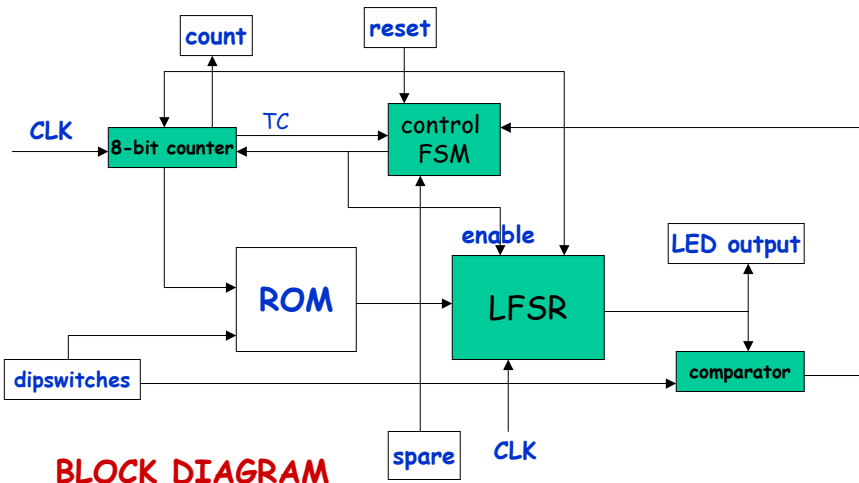 count
reset
CLK
TC
8-bit counter
control
FSM
enable
LED output
ROM
LFSR
dipswitches
comparator
spare
CLK
BLOCK DIAGRAM